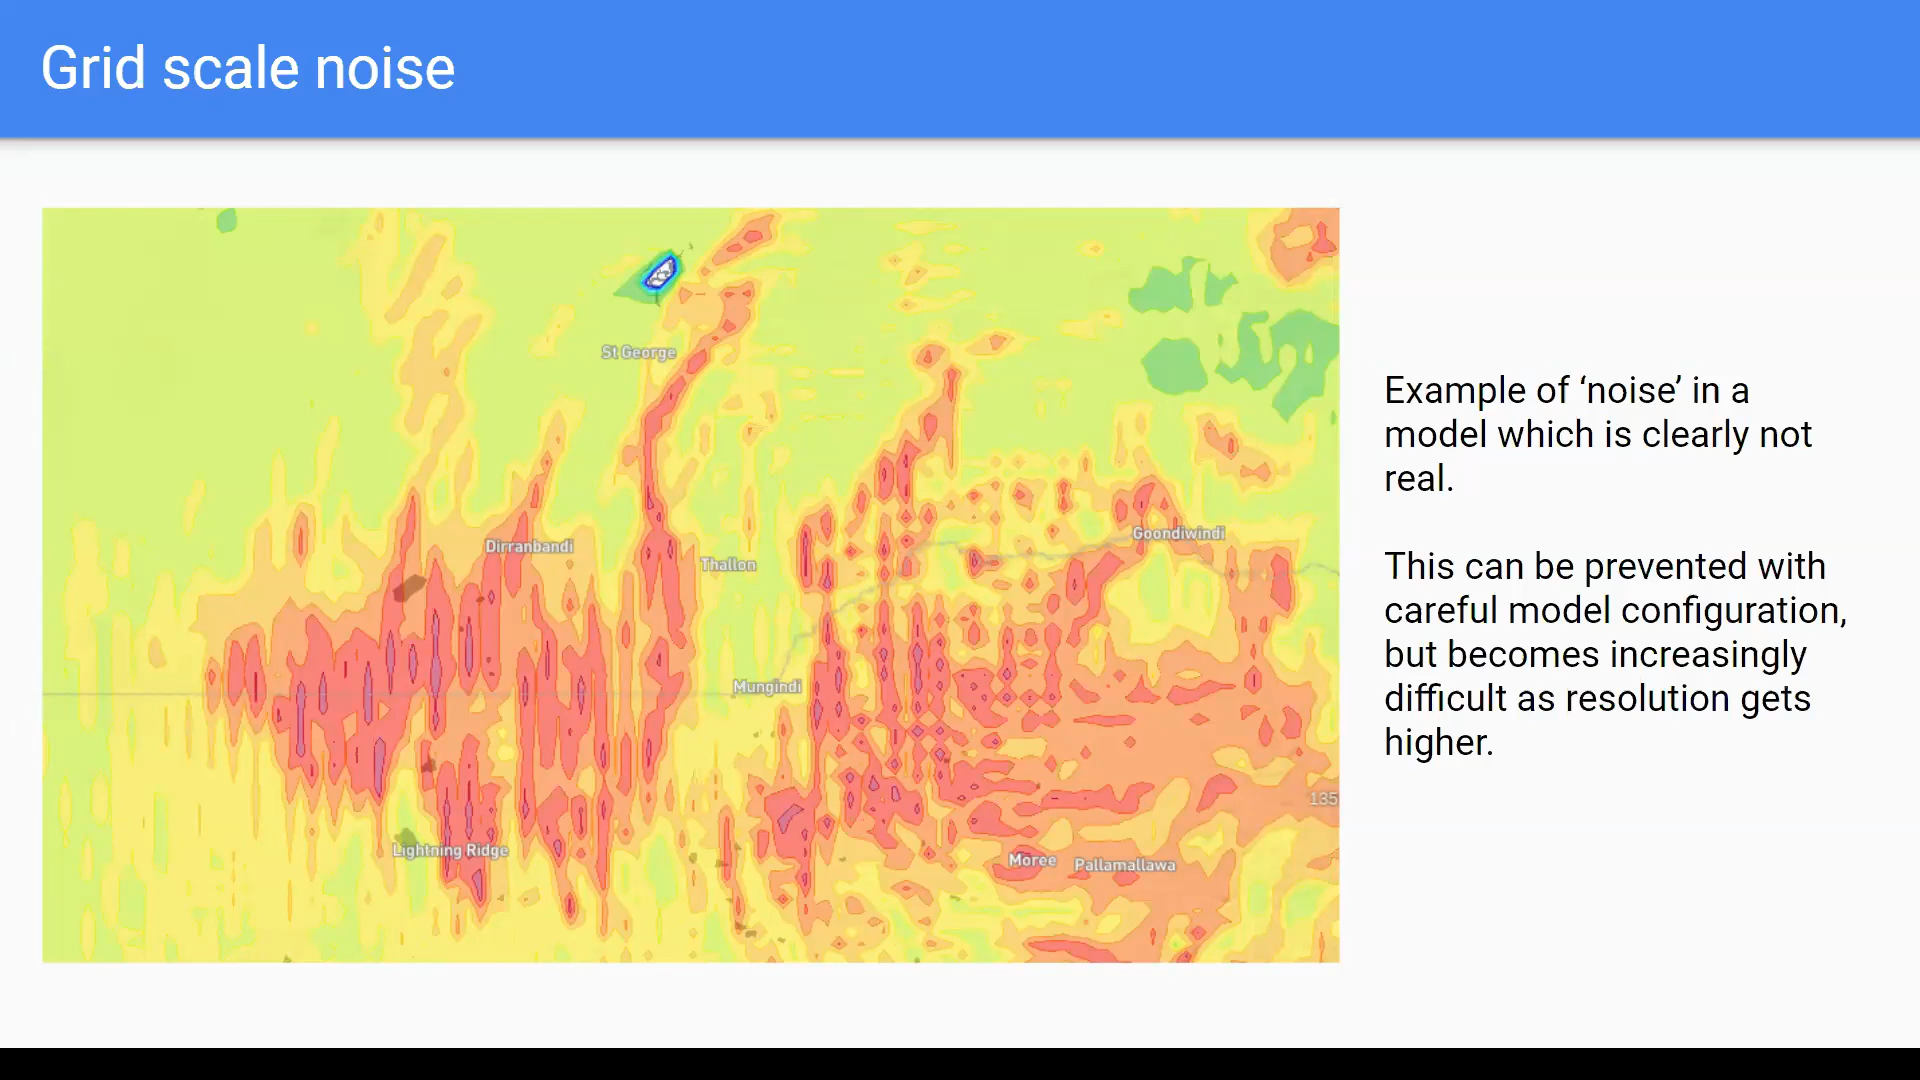 Grid scale noise
St George
Dirranbandi
Thallon
Goondiwindi
Mungindi
Lightning Ridge
Moree
Pallamallawa
135
Example of ‘noise’ in a
model which is clearly not
real.
This can be prevented with
careful model configuration,
but becomes increasingly
difficult as resolution gets
higher.